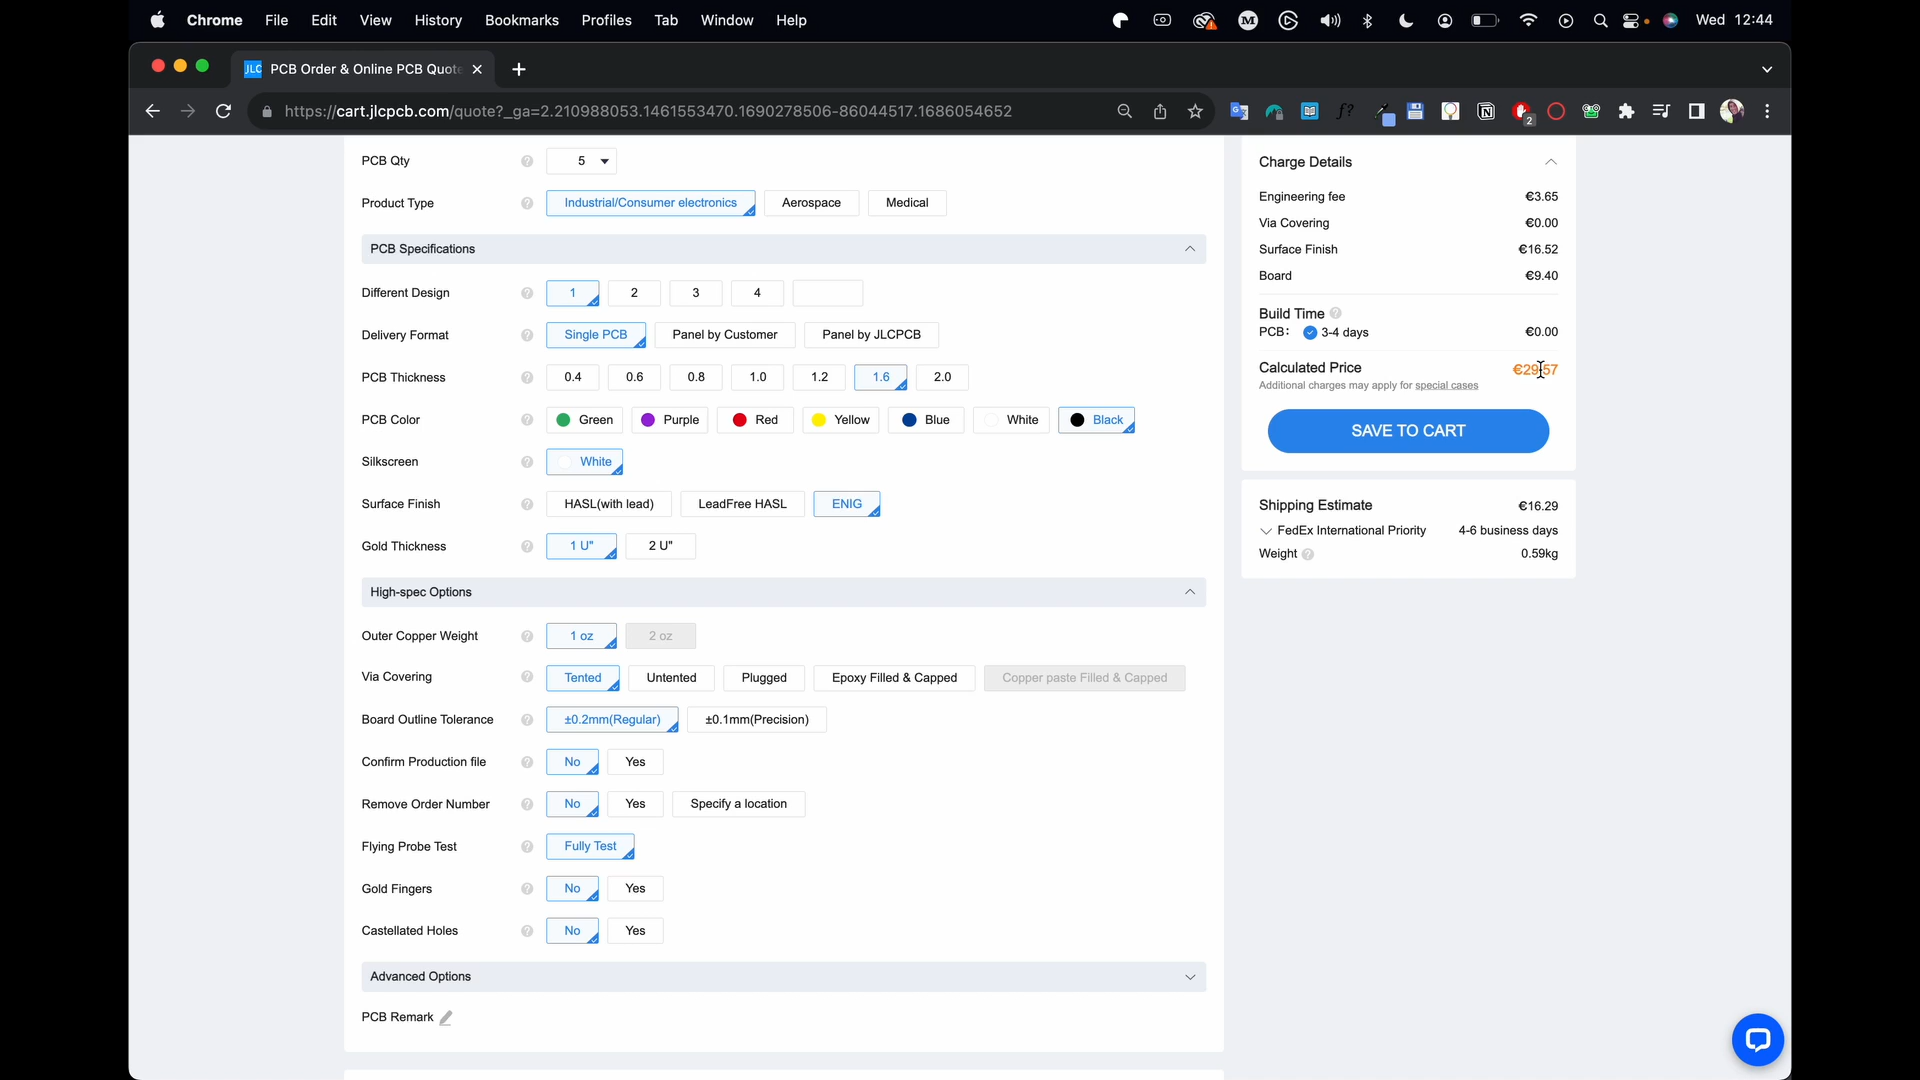 Chrome File Edit View History Bookmarks Profiles Tab Window Help Wed 12:44
JLC PCB Order & Online PCB Quote
https://cart.jlcpcb.com/quote?_ga=2.210988053.1461553470.1690278506-86044517.1686054652
2
PCB Qty ? 5
Product Type ? Industrial/Consumer electronics Aerospace Medical
PCB Specifications
Different Design ? 1 2 3 4
Delivery Format ? Single PCB Panel by Customer Panel by JLCPCB
PCB Thickness ? 0.4 0.6 0.8 1.0 1.2 1.6 2.0
PCB Color ? Green Purple Red Yellow Blue White Black
Silkscreen ? White
Surface Finish ? HASL(with lead) LeadFree HASL ENIG
Gold Thickness ? 1 U" 2 U"
High-spec Options
Outer Copper Weight ? 1 oz 2 oz
Via Covering ? Tented Untented Plugged Epoxy Filled & Capped Copper paste Filled & Capped
Board Outline Tolerance ? ±0.2mm(Regular) ±0.1mm(Precision)
Confirm Production file ? No Yes
Remove Order Number ? No Yes Specify a location
Flying Probe Test ? Fully Test
Gold Fingers ? No Yes
Castellated Holes ? No Yes
Advanced Options
PCB Remark
Charge Details
Engineering fee €3.65
Via Covering €0.00
Surface Finish €16.52
Board €9.40
Build Time ?
PCB: 3-4 days €0.00
Calculated Price €29.57
Additional charges may apply for special cases
SAVE TO CART
Shipping Estimate €16.29
FedEx International Priority 4-6 business days
Weight ? 0.59kg